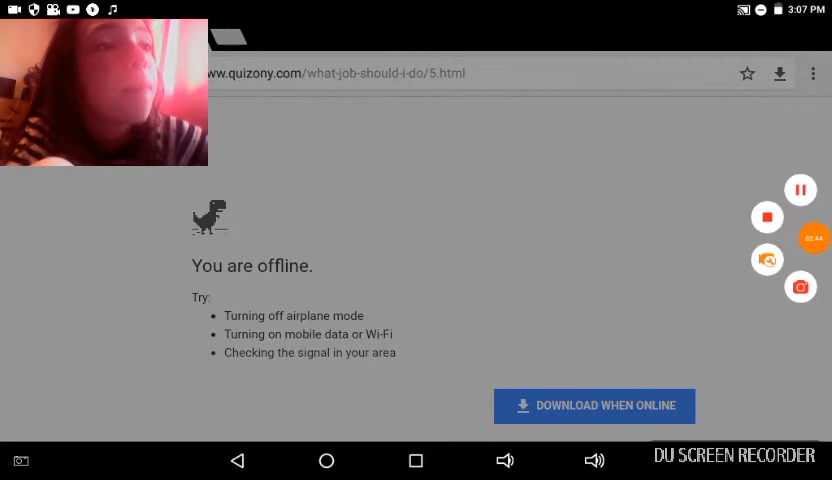 3:07 PM
ww.quizony.com/what-job-should-i-do/5.html
02:44
You are offline.
Try:
Turning off airplane mode
Turning on mobile data or Wi-Fi
Checking the signal in your area
DOWNLOAD WHEN ONLINE
DU SCREEN RECORDER